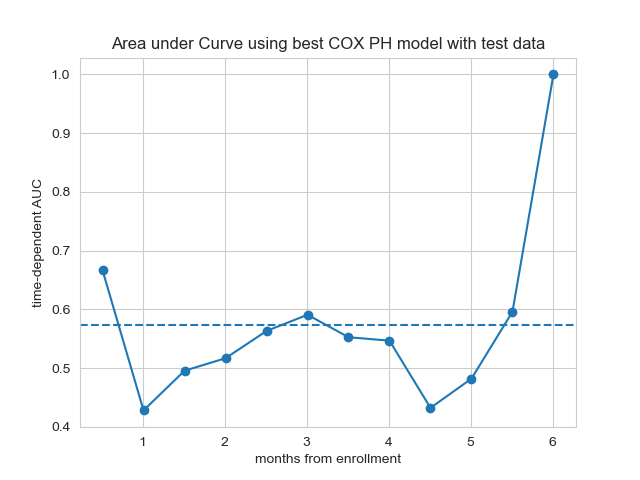 Area under Curve using best COX PH model with test data
time-dependent AUC
1.0
0.9
0.8
0.7
0.6
0.5
0.4
1 2 3 4 5 6
months from enrollment